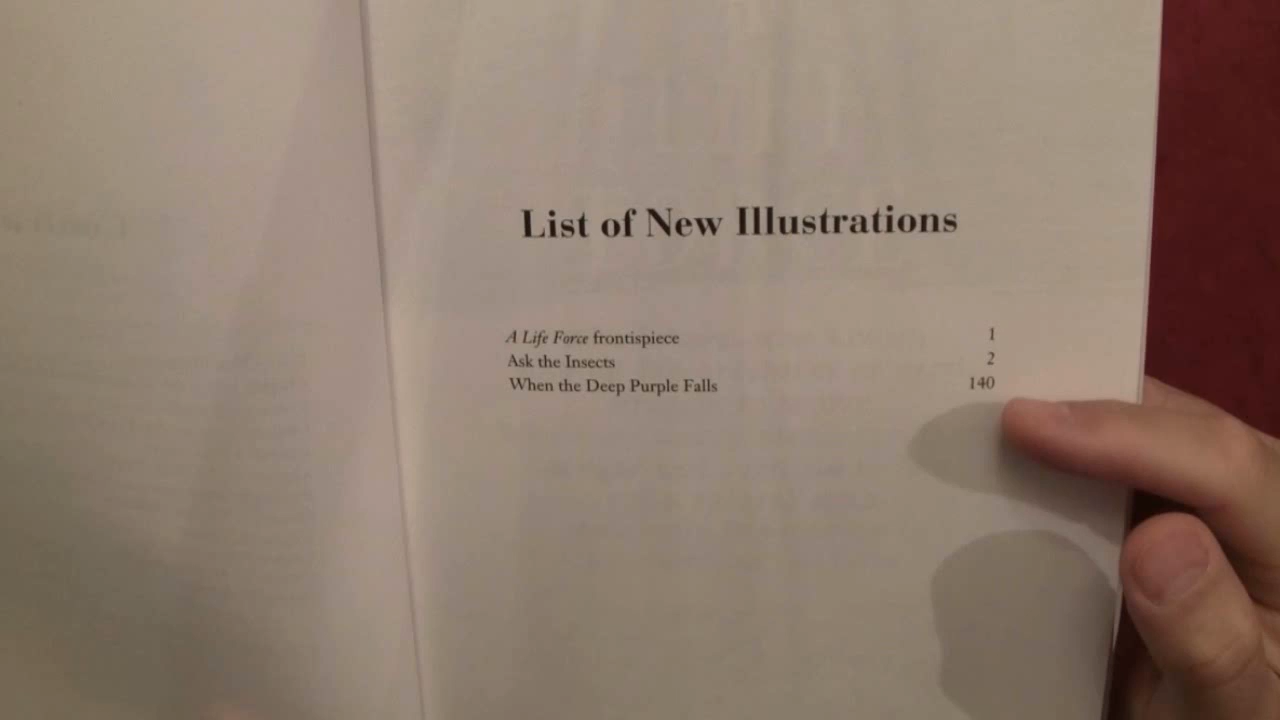 List of New Illustrations
A Life Force frontispiece 1
Ask the Insects 2
When the Deep Purple Falls 140